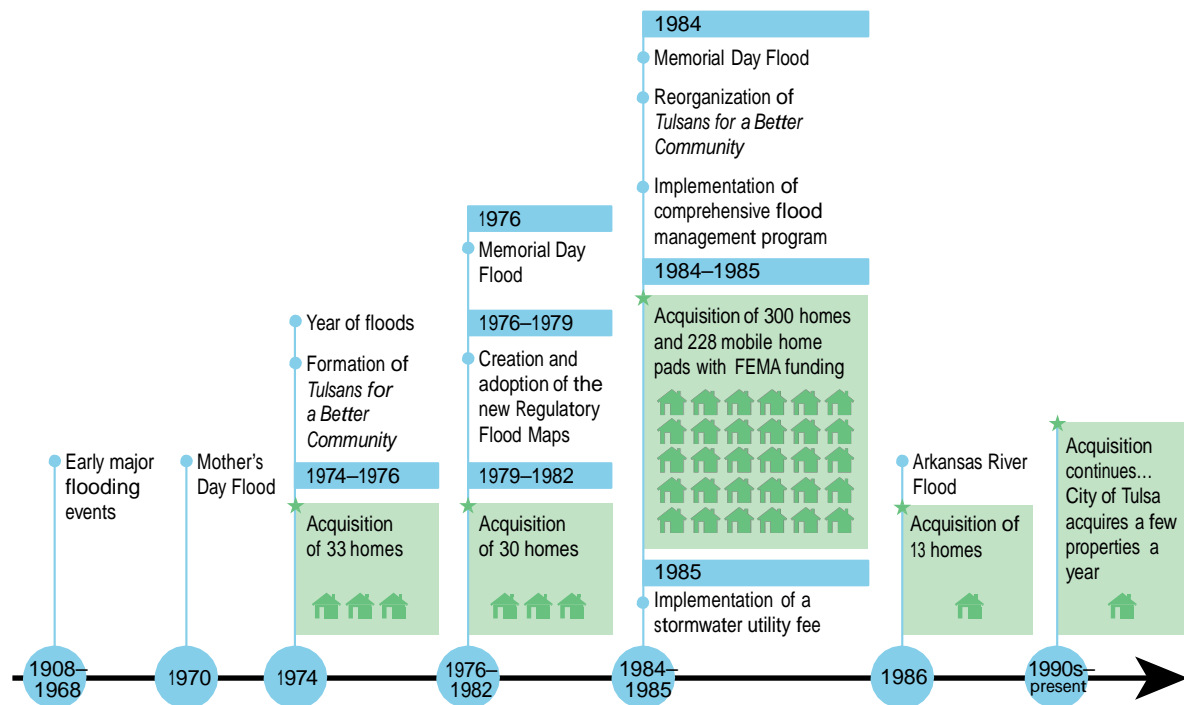 Early major
flooding
events
1908–
1968
Mother's
Day Flood
1970
Year of floods
Formation of
Tulsans for
a Better
Community
1974–1976
Acquisition
of 33 homes
1974
1976
Memorial Day
Flood
1976–1979
Creation and
adoption of the
new Regulatory
Flood Maps
1979–1982
Acquisition
of 30 homes
1976–
1982
1984
Memorial Day Flood
Reorganization of
Tulsans for a Better
Community
Implementation of
comprehensive flood
management program
1984–1985
Acquisition of 300 homes
and 228 mobile home
pads with FEMA funding
1985
Implementation of a
stormwater utility fee
1984–
1985
Arkansas River
Flood
Acquisition of
13 homes
1986
Acquisition
continues…
City of Tulsa
acquires a few
properties a
year
1990s–
present